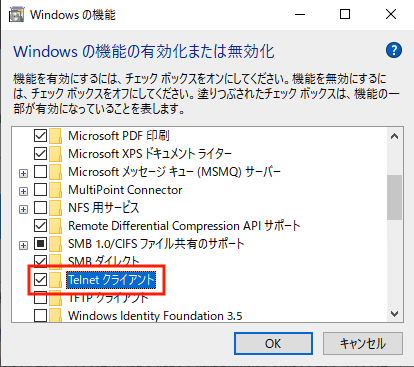 Windows の機能
Windows の機能の有効化または無効化
機能を有効にするには、チェック ボックスをオンにしてください。機能を無効にするに
は、チェック ボックスをオフにしてください。塗りつぶされたチェック ボックスは、機能の一
部が有効になっていることを表します。
Microsoft PDF 印刷
Microsoft XPS ドキュメント ライター
Microsoft メッセージ キュー (MSMQ) サーバー
MultiPoint Connector
NFS 用サービス
Remote Differential Compression API サポート
SMB 1.0/CIFS ファイル共有のサポート
SMB ダイレクト
Telnet クライアント
TFTP クライアント
Windows Identity Foundation 3.5
OK
キャンセル